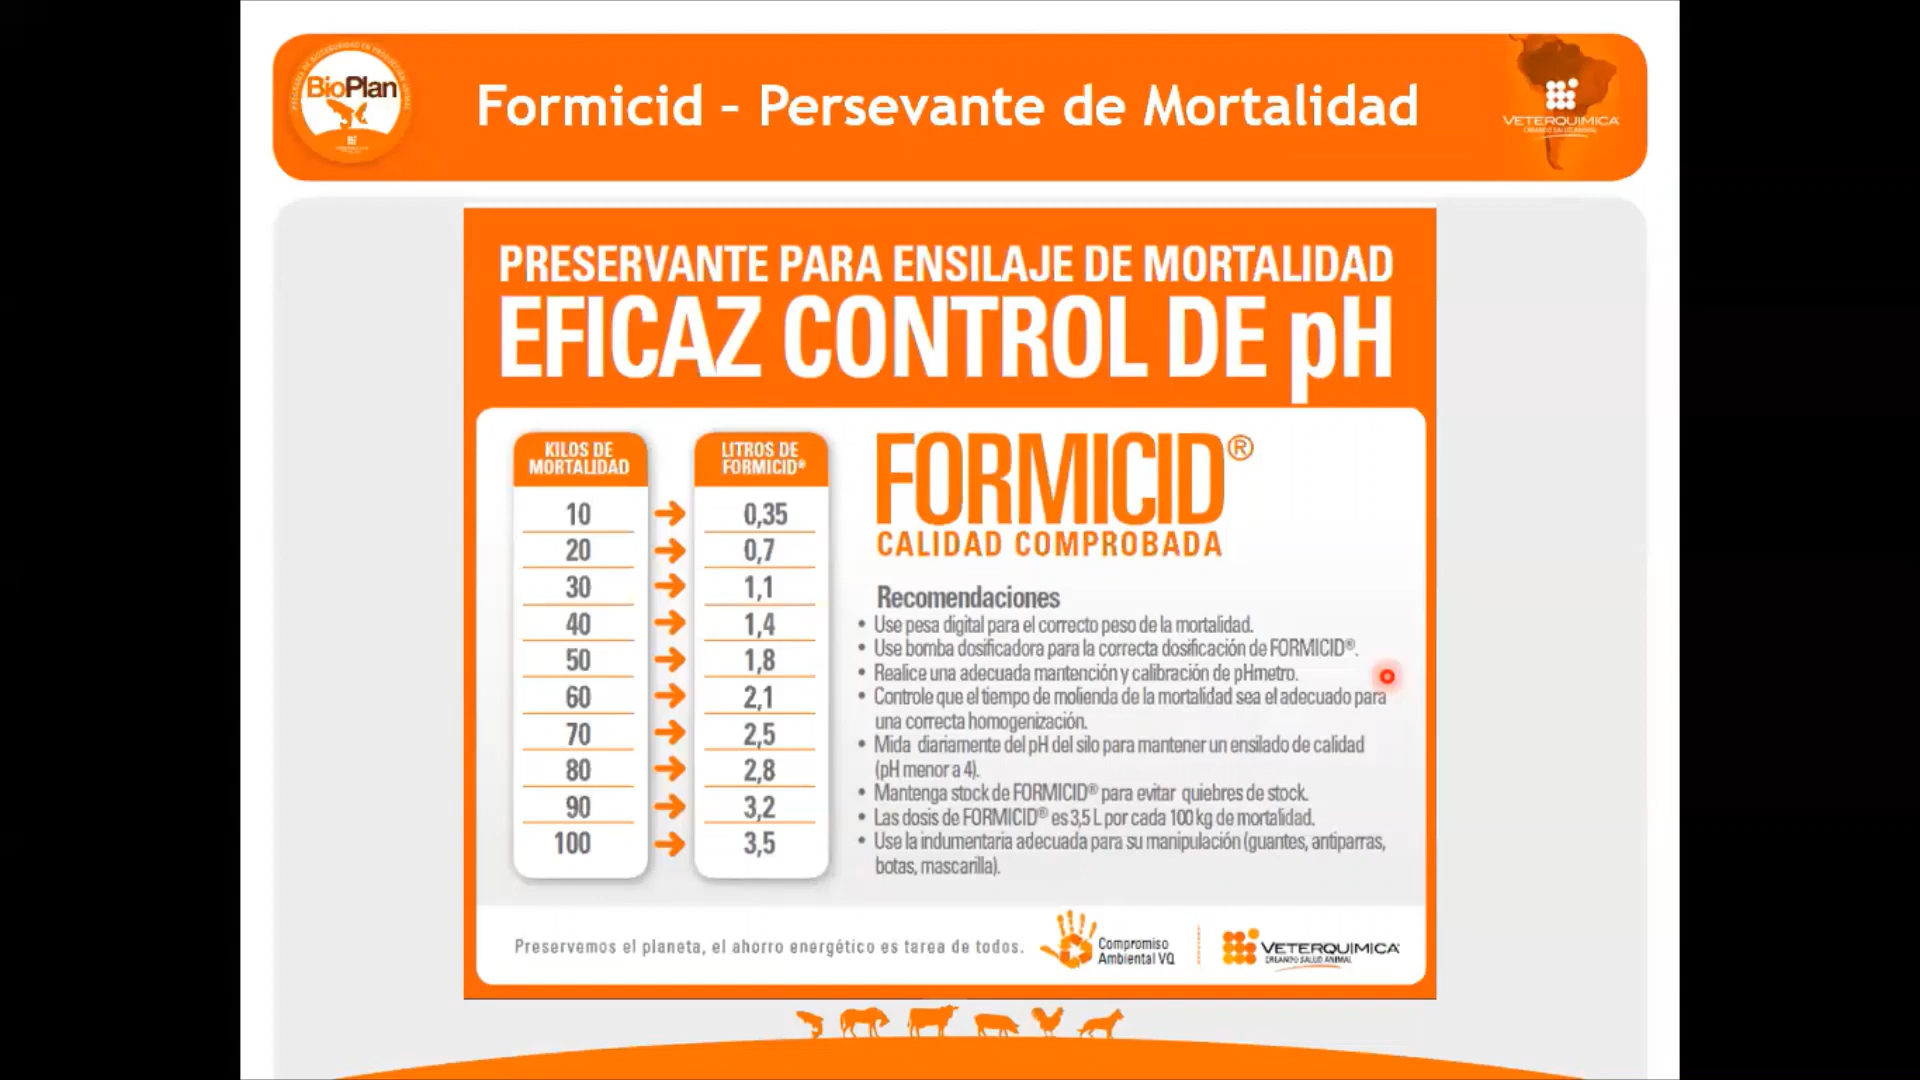 BioPlan
Formicid - Persevante de Mortalidad
VETERQUIMICA
CREANDO SALUD ANIMAL
PRESERVANTE PARA ENSILAJE DE MORTALIDAD
EFICAZ CONTROL DE pH
KILOS DE
MORTALIDAD
LITROS DE
FORMICID®
10 → 0,35
20 → 0,7
30 → 1,1
40 → 1,4
50 → 1,8
60 → 2,1
70 → 2,5
80 → 2,8
90 → 3,2
100 → 3,5
FORMICID®
CALIDAD COMPROBADA
Recomendaciones
• Use pesa digital para el correcto peso de la mortalidad.
• Use bomba dosificadora para la correcta dosificación de FORMICID®.
• Realice una adecuada mantención y calibración de pHmetro.
• Controle que el tiempo de molienda de la mortalidad sea el adecuado para
una correcta homogenización.
• Mida diariamente del pH del silo para mantener un ensilado de calidad
(pH menor a 4).
• Mantenga stock de FORMICID® para evitar quiebres de stock.
• Las dosis de FORMICID® es 3,5 L por cada 100 kg de mortalidad.
• Use la indumentaria adecuada para su manipulación (guantes, antiparras,
botas, mascarilla).
Preservemos el planeta, el ahorro energético es tarea de todos.
Compromiso
Ambiental VQ
VETERQUIMICA
CREANDO SALUD ANIMAL